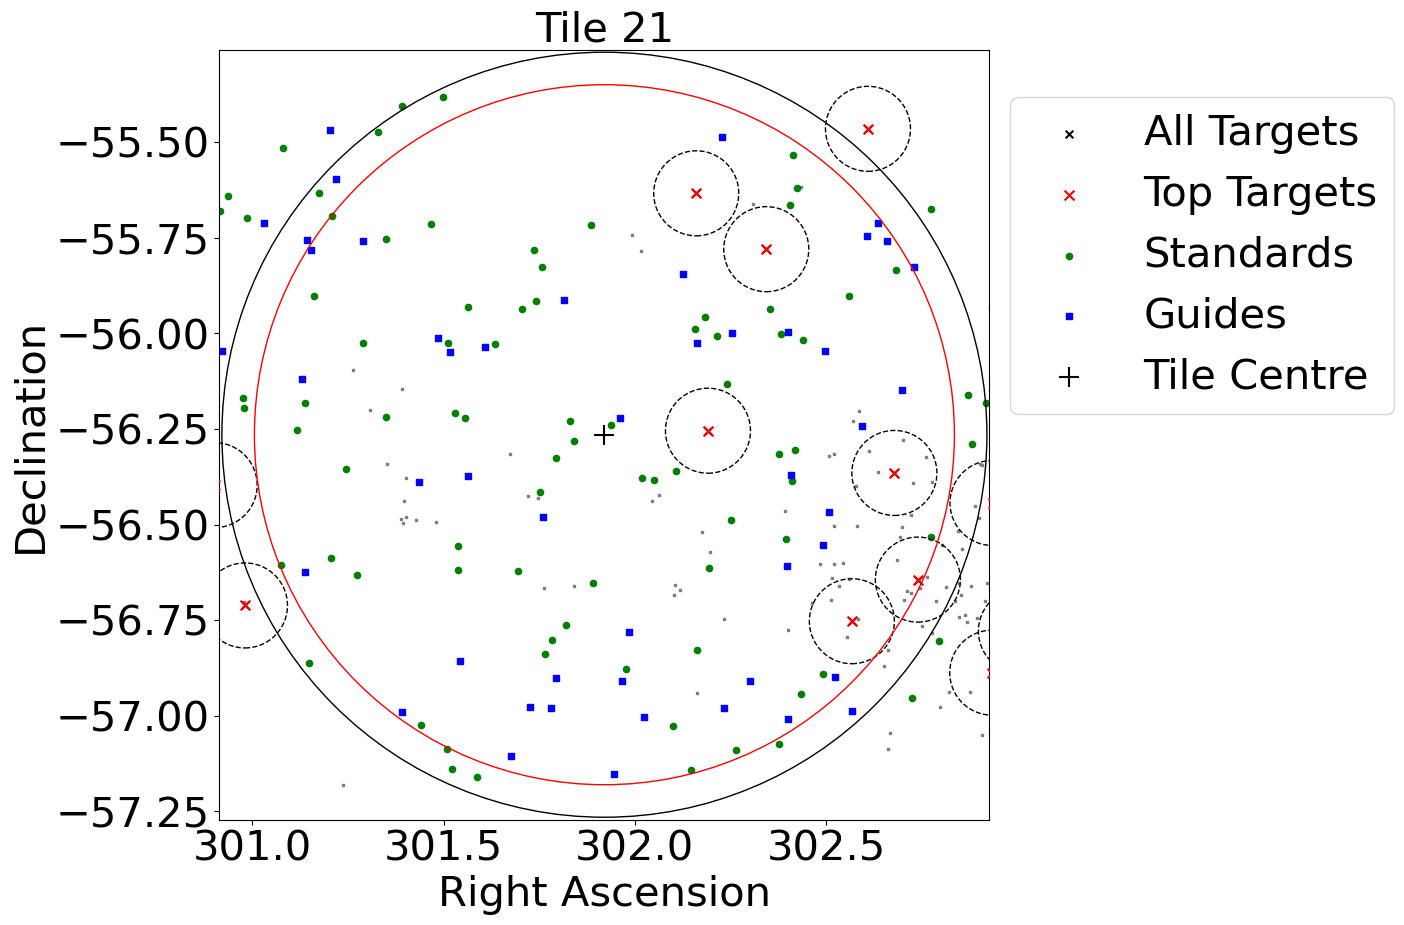 Tile 21
−55.50
−55.75
−56.00
−56.25
−56.50
−56.75
−57.00
−57.25
301.0
301.5
302.0
302.5
Right Ascension
Declination
All Targets
Top Targets
Standards
Guides
Tile Centre